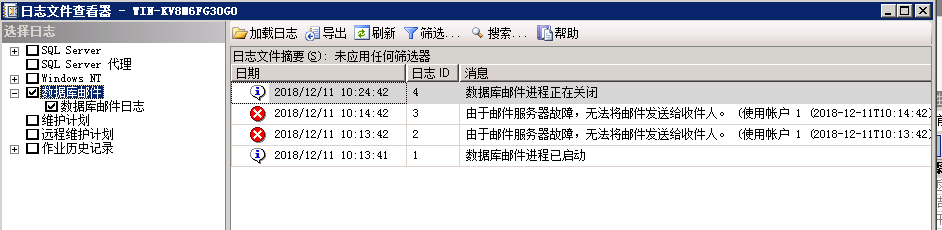 日志文件查看器 - WIN-KV8M6FG30GO
选择日志
SQL Server
SQL Server 代理
Windows NT
数据库邮件
数据库邮件日志
维护计划
远程维护计划
作业历史记录
加载日志 导出 刷新 筛选... 搜索... 帮助
日志文件摘要(S): 未应用任何筛选器
日期 日志 ID 消息
2018/12/11 10:24:42 4 数据库邮件进程正在关闭
2018/12/11 10:14:42 3 由于邮件服务器故障，无法将邮件发送给收件人。 (使用帐户 1 (2018-12-11T10:14:42)
2018/12/11 10:13:42 2 由于邮件服务器故障，无法将邮件发送给收件人。 (使用帐户 1 (2018-12-11T10:13:42)
2018/12/11 10:13:41 1 数据库邮件进程已启动